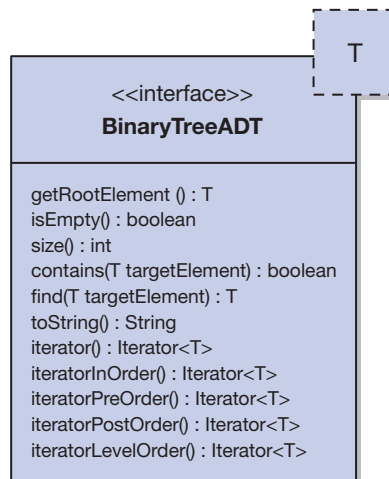 T
<<interface>>
BinaryTreeADT
getRootElement () : T
isEmpty() : boolean
size() : int
contains(T targetElement) : boolean
find(T targetElement) : T
toString() : String
iterator() : Iterator<T>
iteratorInOrder() : Iterator<T>
iteratorPreOrder() : Iterator<T>
iteratorPostOrder() : Iterator<T>
iteratorLevelOrder() : Iterator<T>